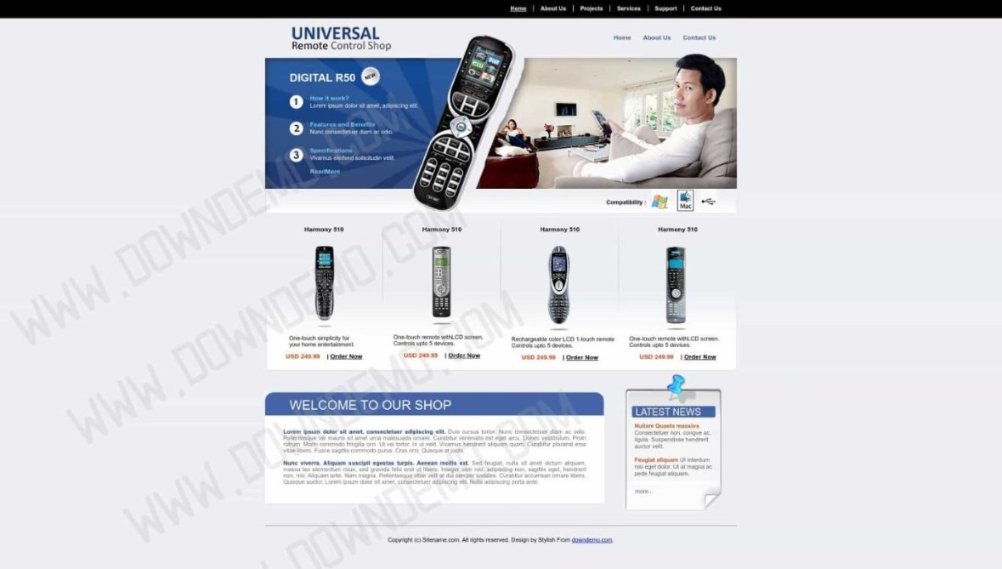 Home | About Us | Projects | Services | Support | Contact Us
UNIVERSAL
Remote Control Shop
Home About Us Contact Us
DIGITAL R50 NEW
1 How it work?
Lorem ipsum dolor sit amet, adipiscing elit.
2 Features and Benefits
Nunc consectetuer diam ac odio.
3 Specifications
Vivamus eleifend sollicitudin velit
ReadMore
Compatibility :
Mac
Harmony 510 Harmony 510 Harmony 510 Harmony 510
One-touch simplicity for
your home entertainment.
USD 249.99 | Order Now
One-touch remote withLCD screen.
Controls upto 5 devices.
USD 249.99 | Order Now
Rechargeable color LCD 1-touch remote
Controls upto 5 devices.
USD 249.99 | Order Now
One-touch remote withLCD screen.
Controls upto 5 devices.
USD 249.99 | Order Now
WELCOME TO OUR SHOP
Lorem ipsum dolor sit amet, consectetuer adipiscing elit. Duis cursus tortor. Nunc consectetuer diam ac odio.
Pellentesque vel mauris sit amet urna malesuada ornare. Curabitur venenatis est eget arcu. Donec vestibulum. Proin
rutrum. Morbi commodo fringilla orci. Ut vel tortor. In ut velit. Vivamus hendrerit aliquam quam. Curabitur placerat eros
vitae libero. Fusce sagittis commodo purus. Cras orci. Quisque at justo.
Nunc viverra. Aliquam suscipit egestas turpis. Aenean mollis est. Sed feugiat, nulla sit amet dictum aliquam,
massa leo elementum risus, sed gravida felis erat ut libero. Integer sem nisl, adipiscing non, sagittis eget, hendrerit
non, nisi. Aliquam ante. Nam magna. Pellentesque vitae velit at dui semper sodales. Curabitur accumsan ornare libero.
Quisque auctor. Lorem ipsum dolor sit amet, consectetuer adipiscing elit. Nulla adipiscing porta ante.
LATEST NEWS
Nullam Quonta massiva
Consectetuer non, congue ac,
ligula. Suspendisse hendrerit
auctor velit.
Feugiat aliquam Ut interdum
nisi eget dolor. Ut at magna ac
pede feugiat aliquam.
more..
Copyright (c) Sitename.com. All rights reserved. Design by Stylish From downdemo.com.
WWW.DOWNDEMO.COM
WWW.DOWNDEMO.COM
WWW.DOWNDEMO.COM